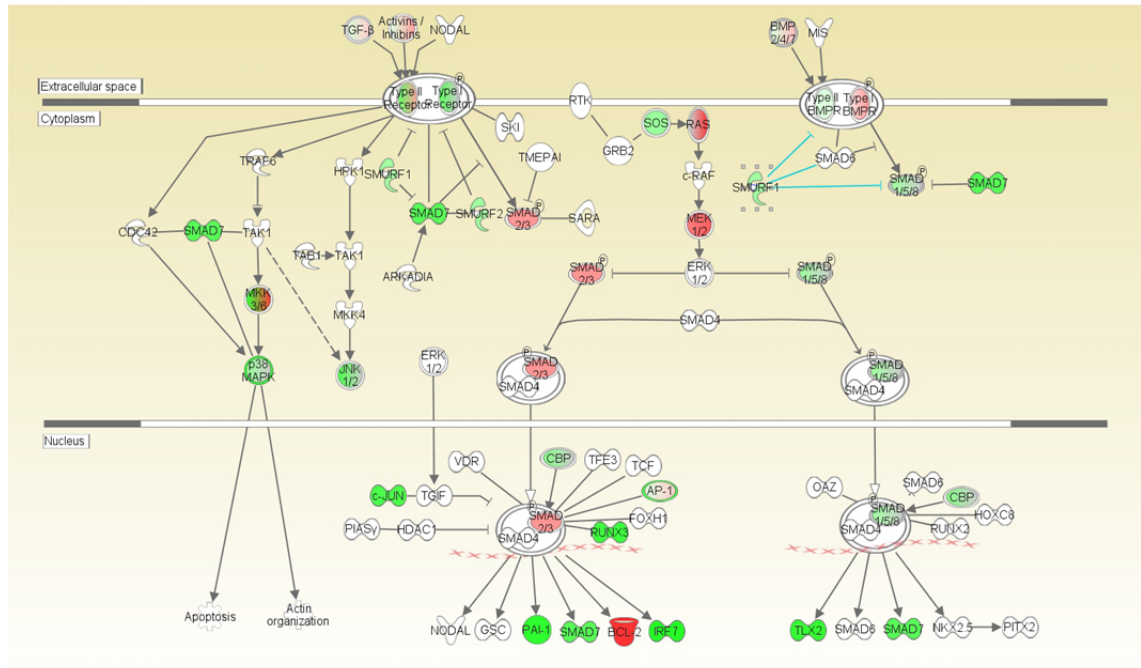 TGF-β
Activins /
Inhibins
NODAL
BMP
2/4/7
MIS
Extracellular space
Cytoplasm
Type II
Receptor
Type I
Receptor
P
RTK
SKI
SOS
RAS
GRB2
Type II
BMPR
Type I
BMPR
P
TRAF6
HPK1
SMURF1
TMEPAI
c-RAF
SMAD6
SMURF1
SMAD
1/5/8
P
SMAD7
CDC42
SMAD7
TAK1
TAB1
TAK1
SMAD7
SMURF2
SMAD
2/3
P
SARA
MEK
1/2
ARKADIA
MKK
3/6
MKK4
SMAD
2/3
P
ERK
1/2
SMAD
1/5/8
P
SMAD4
p38
MAPK
JNK
1/2
ERK
1/2
P
SMAD
2/3
SMAD4
P
SMAD
1/5/8
SMAD4
Nucleus
VDR
CBP
TFE3
TCF
c-JUN
TGIF
AP-1
PIASγ
HDAC1
P
SMAD
2/3
SMAD4
FOXH1
RUNX3
OAZ
SMAD6
CBP
P
SMAD
1/5/8
SMAD4
HOXC8
RUNX2
Apoptosis
Actin
organization
NODAL
GSC
PAI-1
SMAD7
BCL-2
IRF7
TLX2
SMAD6
SMAD7
NKX2.5
PITX2